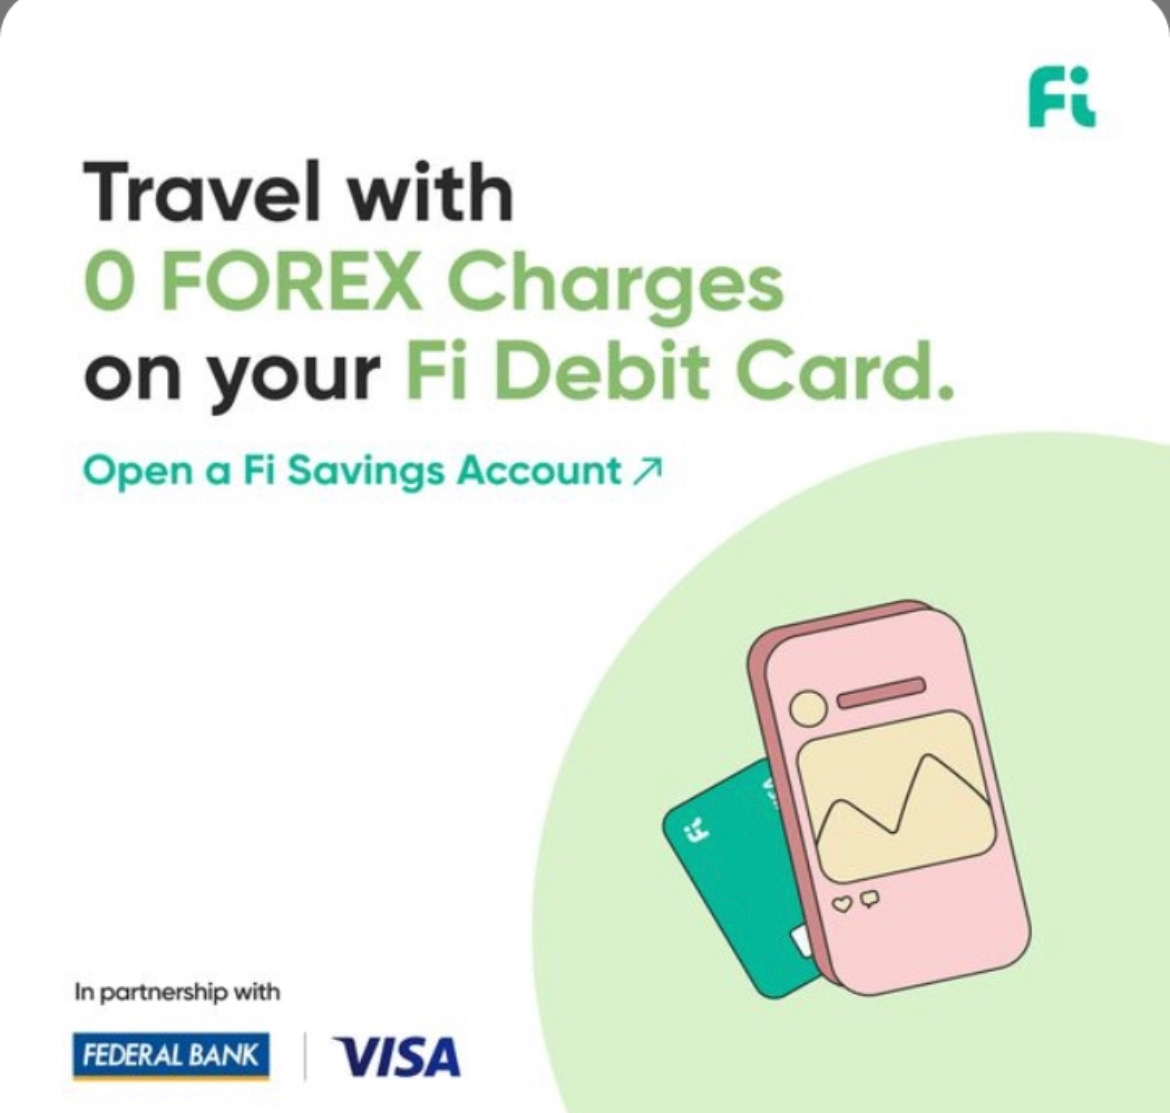 Fi
Travel with
0 FOREX Charges
on your Fi Debit Card.
Open a Fi Savings Account ↗
Fi
In partnership with
FEDERAL BANK
VISA